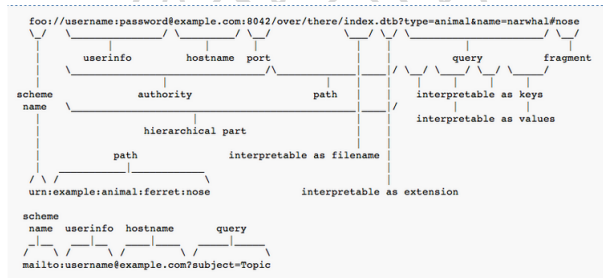 foo://username:password@example.com:8042/over/there/index.dtb?type=animal&name=narwhal#nose
userinfo hostname port query fragment
scheme authority path interpretable as keys
name
interpretable as values
hierarchical part
path interpretable as filename
urn:example:animal:ferret:nose interpretable as extension
scheme
name userinfo hostname query
mailto:username@example.com?subject=Topic